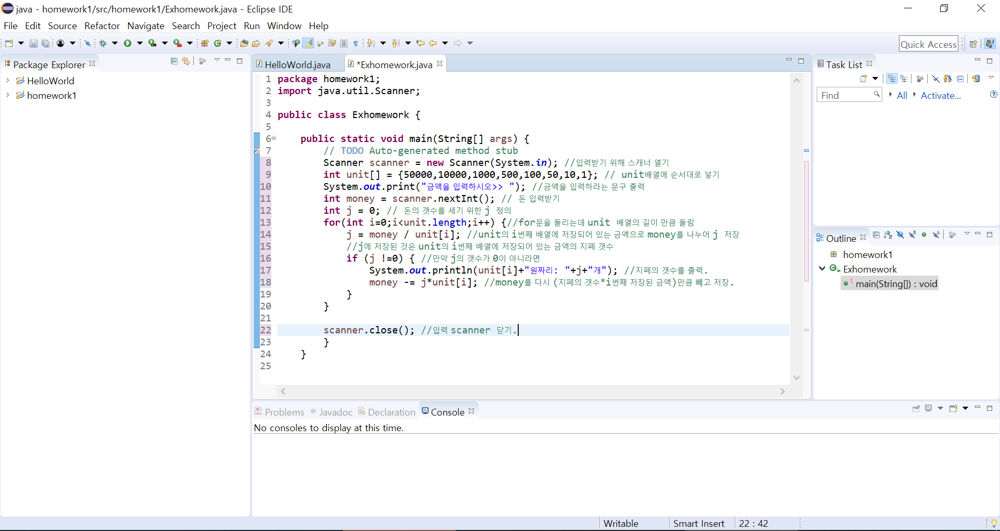 java - homework1/src/homework1/Exhomework.java - Eclipse IDE
File Edit Source Refactor Navigate Search Project Run Window Help
Quick Access
Package Explorer
HelloWorld
homework1
HelloWorld.java
*Exhomework.java
1 package homework1;
2 import java.util.Scanner;
3
4 public class Exhomework {
5
6 public static void main(String[] args) {
7 // TODO Auto-generated method stub
8 Scanner scanner = new Scanner(System.in); //입력받기 위해 스캐너 열기
9 int unit[] = {50000,10000,1000,500,100,50,10,1}; // unit배열에 순서대로 넣기
10 System.out.print("금액을 입력하시오>> "); //금액을 입력하라는 문구 출력
11 int money = scanner.nextInt(); // 돈 입력받기
12 int j = 0; // 돈의 갯수를 세기 위한 j 정의
13 for(int i=0;i<unit.length;i++) {//for문을 돌리는데 unit 배열의 길이 만큼 돌림
14 j = money / unit[i]; //unit의 i번째 배열에 저장되어 있는 금액으로 money를 나누어 j 저장
15 //j에 저장된 것은 unit의 i번째 배열에 저장되어 있는 금액의 지폐 갯수
16 if (j !=0) { //만약 j의 갯수가 0이 아니라면
17 System.out.println(unit[i]+"원짜리: "+j+"개"); //지폐의 갯수를 출력.
18 money -= j*unit[i]; //money를 다시 (지폐의 갯수*i번째 저장된 금액)만큼 뺴고 저장.
19 }
20 }
21
22 scanner.close(); //입력 scanner 닫기.
23 }
24 }
25
Task List
Find
All
Activate...
Outline
homework1
Exhomework
main(String[]) : void
Problems
@ Javadoc
Declaration
Console
No consoles to display at this time.
Writable
Smart Insert
22 : 42